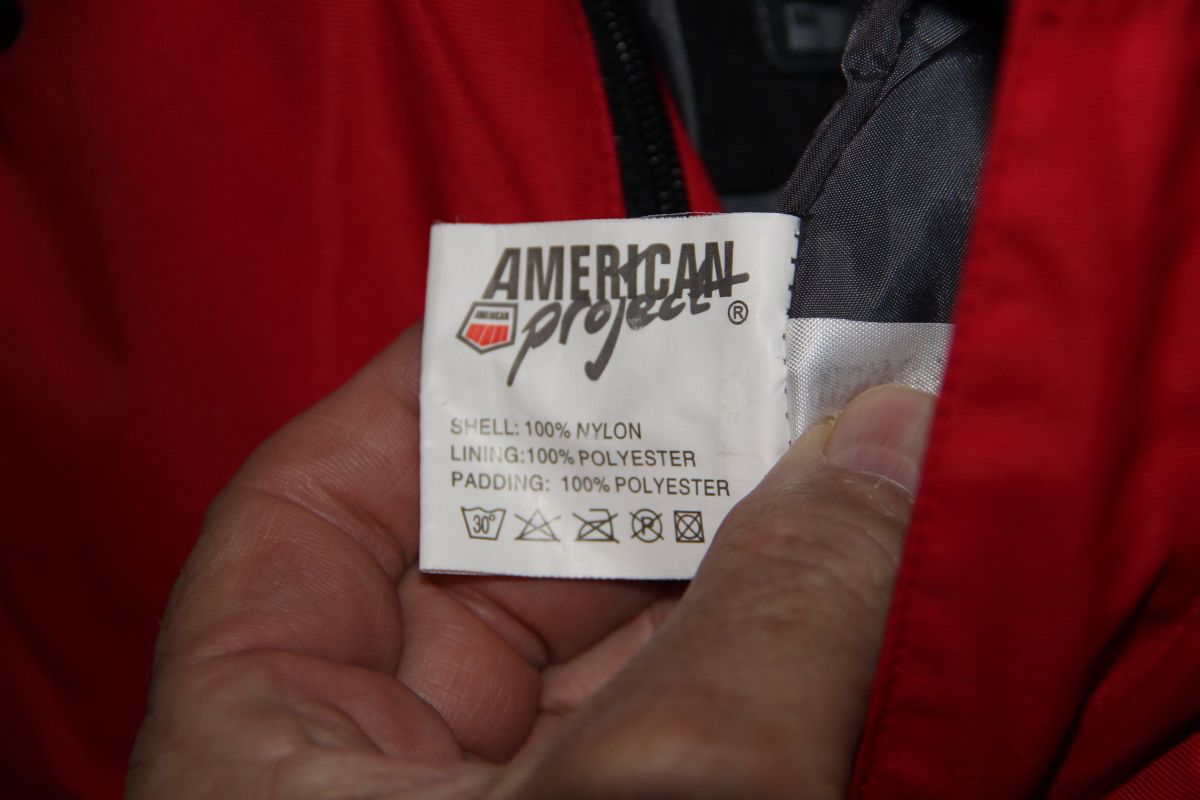 AMERICAN
project ®
AMERICAN
SHELL: 100% NYLON
LINING:100% POLYESTER
PADDING: 100% POLYESTER
30°
P